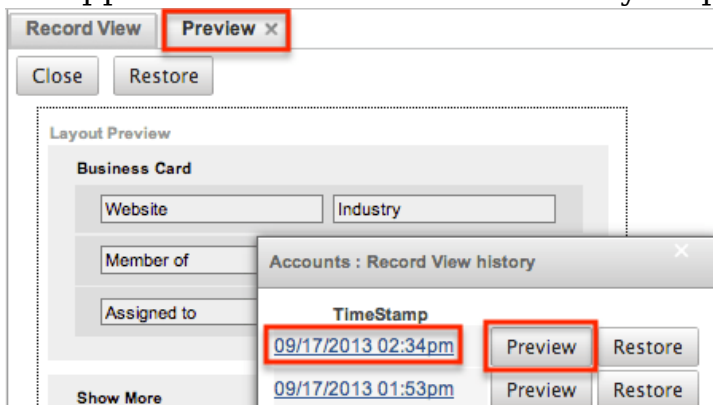 Record View Preview ×
Close Restore
Layout Preview
Business Card
Website Industry
Member of
Assigned to
Show More
Accounts : Record View history ×
TimeStamp
09/17/2013 02:34pm Preview Restore
09/17/2013 01:53pm Preview Restore